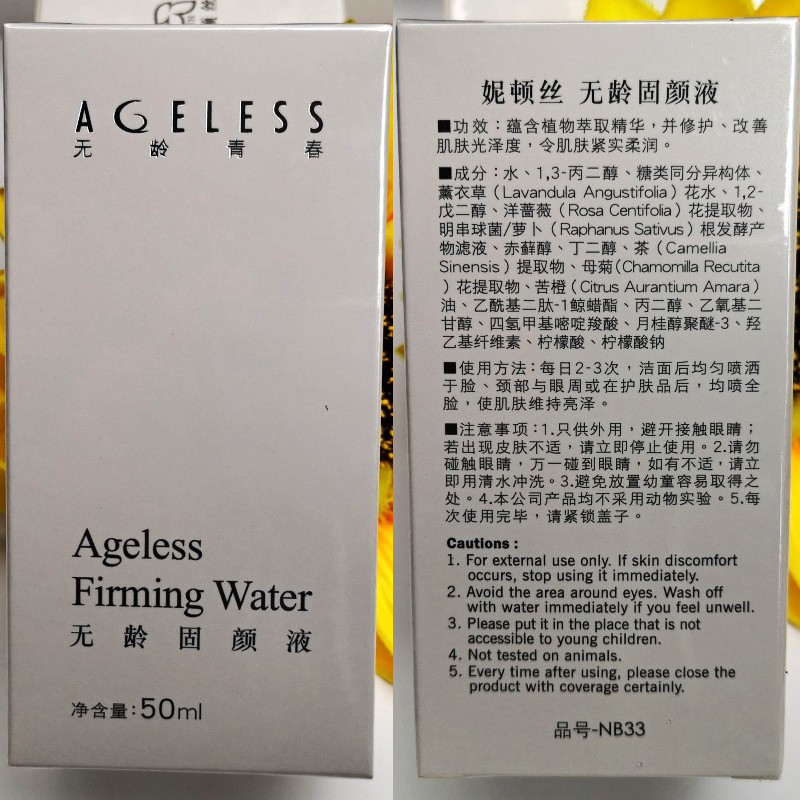 AGELESS
无龄青春
Ageless
Firming Water
无龄固颜液
净含量:50ml
妮顿丝 无龄固颜液
■功效:蕴含植物萃取精华,并修护、改善
肌肤光泽度,令肌肤紧实柔润。
■成分:水、1,3-丙二醇、糖类同分异构体、
薰衣草(Lavandula Angustifolia)花水、1,2-
戊二醇、洋蔷薇(Rosa Centifolia)花提取物、
明串球菌/萝卜(Raphanus Sativus)根发酵产
物滤液、赤藓醇、丁二醇、茶(Camellia
Sinensis)提取物、母菊(Chamomilla Recutita
)花提取物、苦橙(Citrus Aurantium Amara)
油、乙酰基二肽-1鲸蜡酯、丙二醇、乙氧基二
甘醇、四氢甲基嘧啶羧酸、月桂醇聚醚-3、羟
乙基纤维素、柠檬酸、柠檬酸钠
■使用方法:每日2-3次,洁面后均匀喷洒
于脸、颈部与眼周或在护肤品后,均喷全
脸,使肌肤维持亮泽。
■注意事项:1.只供外用,避开接触眼睛;
若出现皮肤不适,请立即停止使用。2.请勿
碰触眼睛,万一碰到眼睛,如有不适,请立
即用清水冲洗。3.避免放置幼童容易取得之
处。4.本公司产品均不采用动物实验。5.每
次使用完毕,请紧锁盖子。
Cautions :
1. For external use only. If skin discomfort
occurs, stop using it immediately.
2. Avoid the area around eyes. Wash off
with water immediately if you feel unwell.
3. Please put it in the place that is not
accessible to young children.
4. Not tested on animals.
5. Every time after using, please close the
product with coverage certainly.
品号-NB33